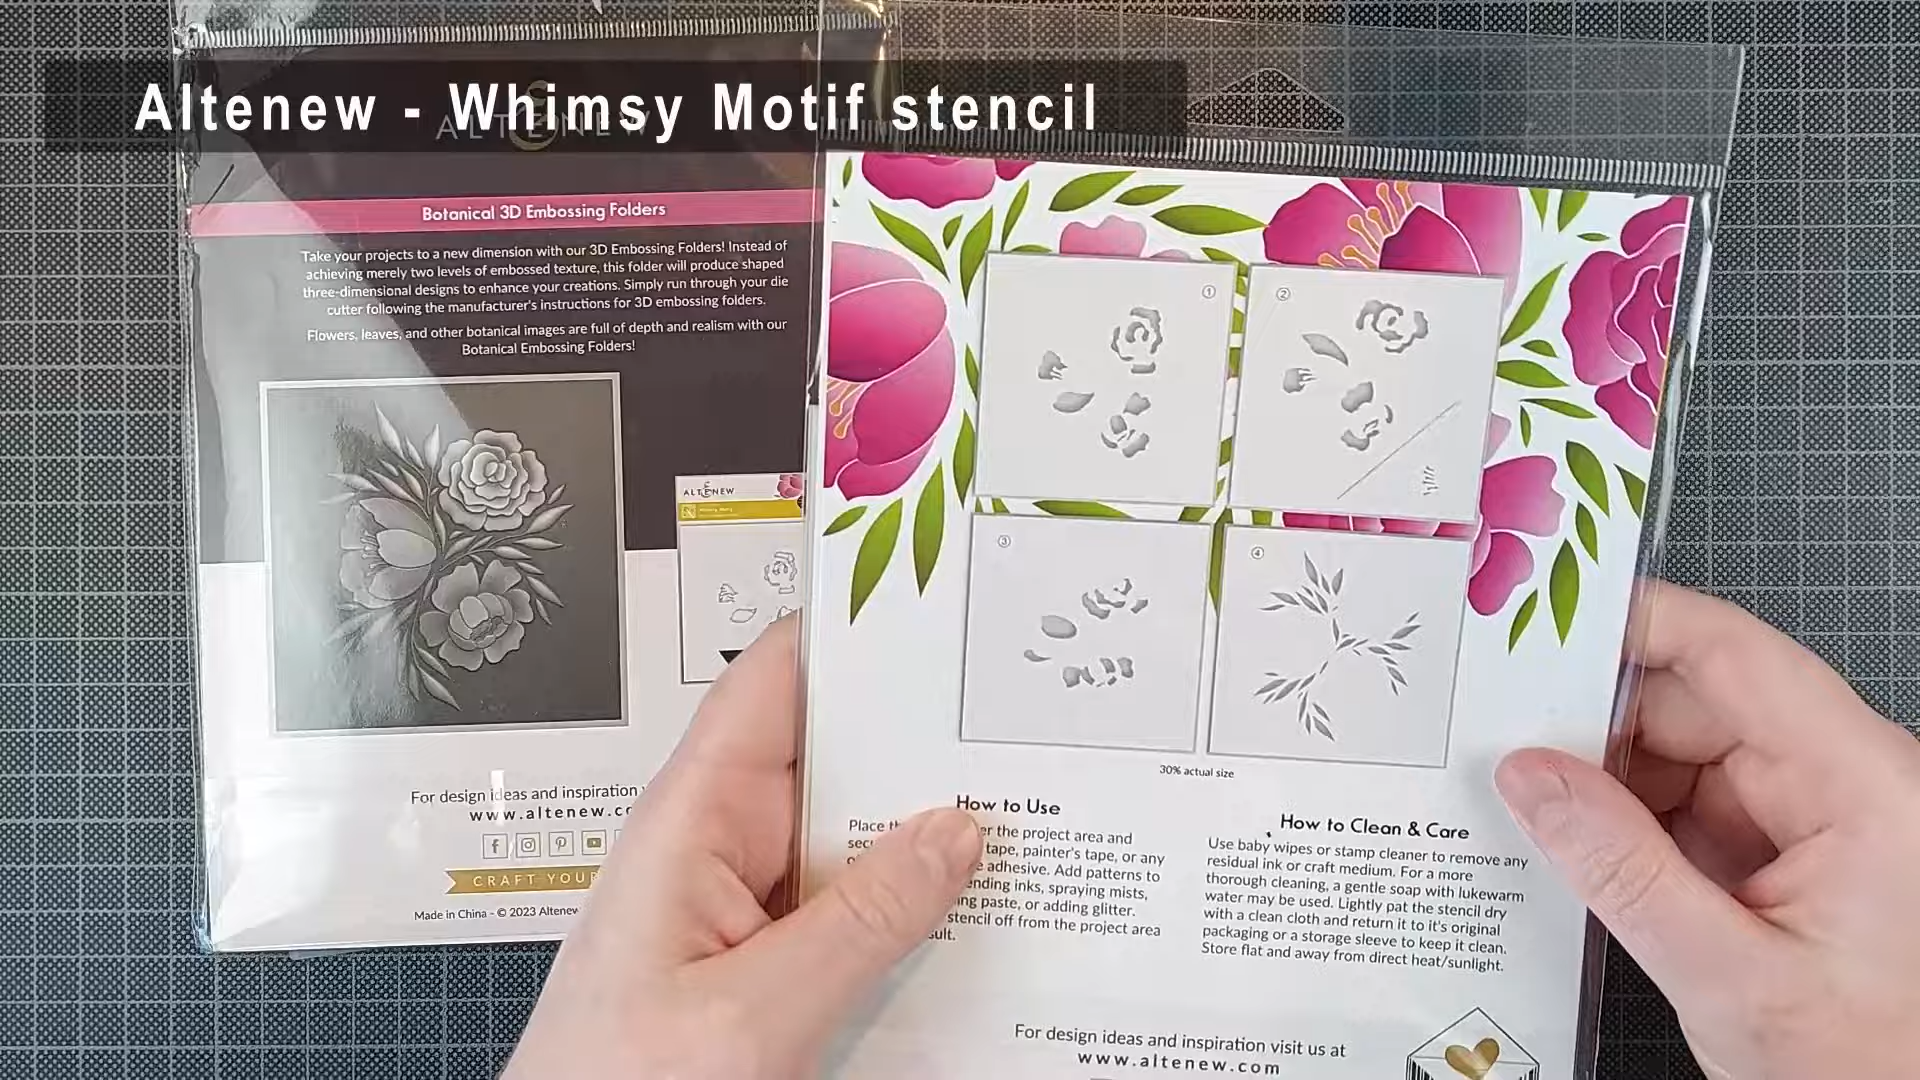 Altenew - Whimsy Motif stencil
ALTENEW
Botanical 3D Embossing Folders
Take your projects to a new dimension with our 3D Embossing Folders! Instead of
achieving merely two levels of embossed texture, this folder will produce shaped
three-dimensional designs to enhance your creations. Simply run through your die
cutter following the manufacturer's instructions for 3D embossing folders.
Flowers, leaves, and other botanical images are full of depth and realism with our
Botanical Embossing Folders!
ALTENEW
For design ideas and inspiration
www.altenew.co
CRAFT YOUR
Made in China - © 2023 Altenew
1
2
3
4
30% actual size
How to Use
Place th er the project area and
secu tape, painter's tape, or any
adhesive. Add patterns to
ending inks, spraying mists,
ing paste, or adding glitter.
stencil off from the project area
sult.
How to Clean & Care
Use baby wipes or stamp cleaner to remove any
residual ink or craft medium. For a more
thorough cleaning, a gentle soap with lukewarm
water may be used. Lightly pat the stencil dry
with a clean cloth and return it to it's original
packaging or a storage sleeve to keep it clean.
Store flat and away from direct heat/sunlight.
For design ideas and inspiration visit us at
www.altenew.com